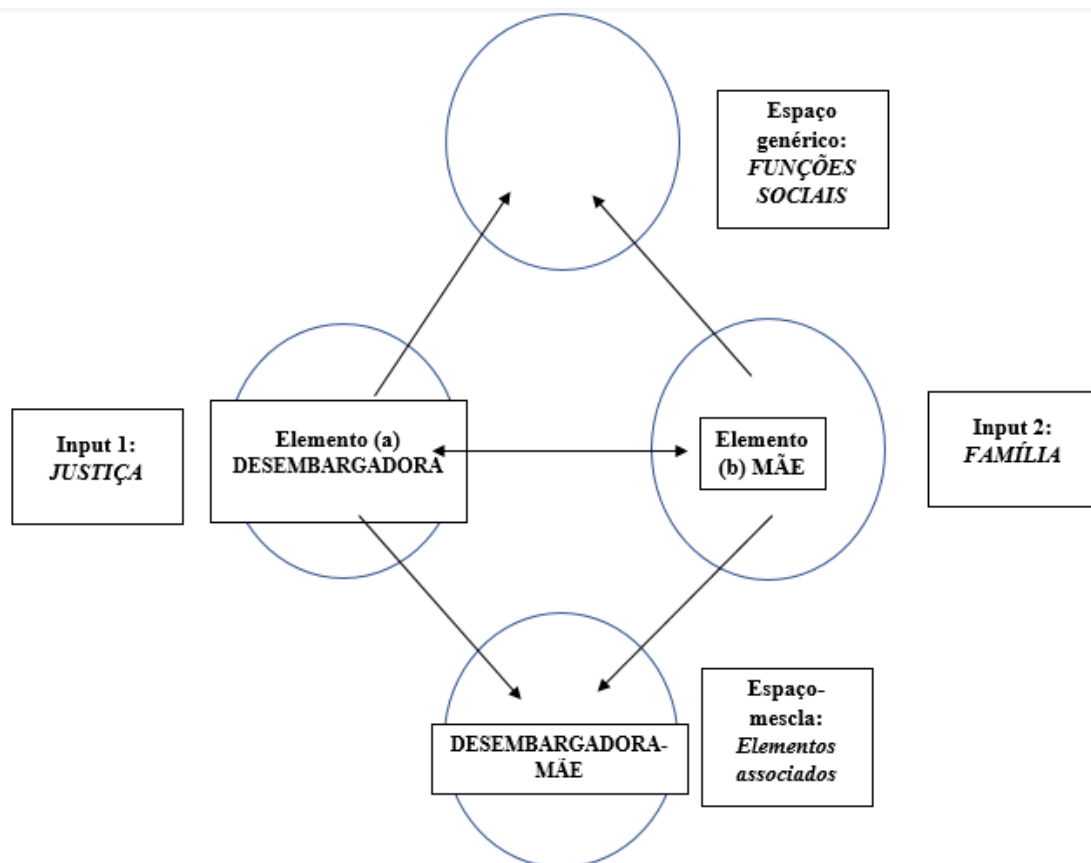 Espaço
genérico:
FUNÇÕES
SOCIAIS
Input 1:
JUSTIÇA
Elemento (a)
DESEMBARGADORA
Elemento
(b) MÃE
Input 2:
FAMÍLIA
DESEMBARGADORA-
MÃE
Espaço-
mescla:
Elementos
associados